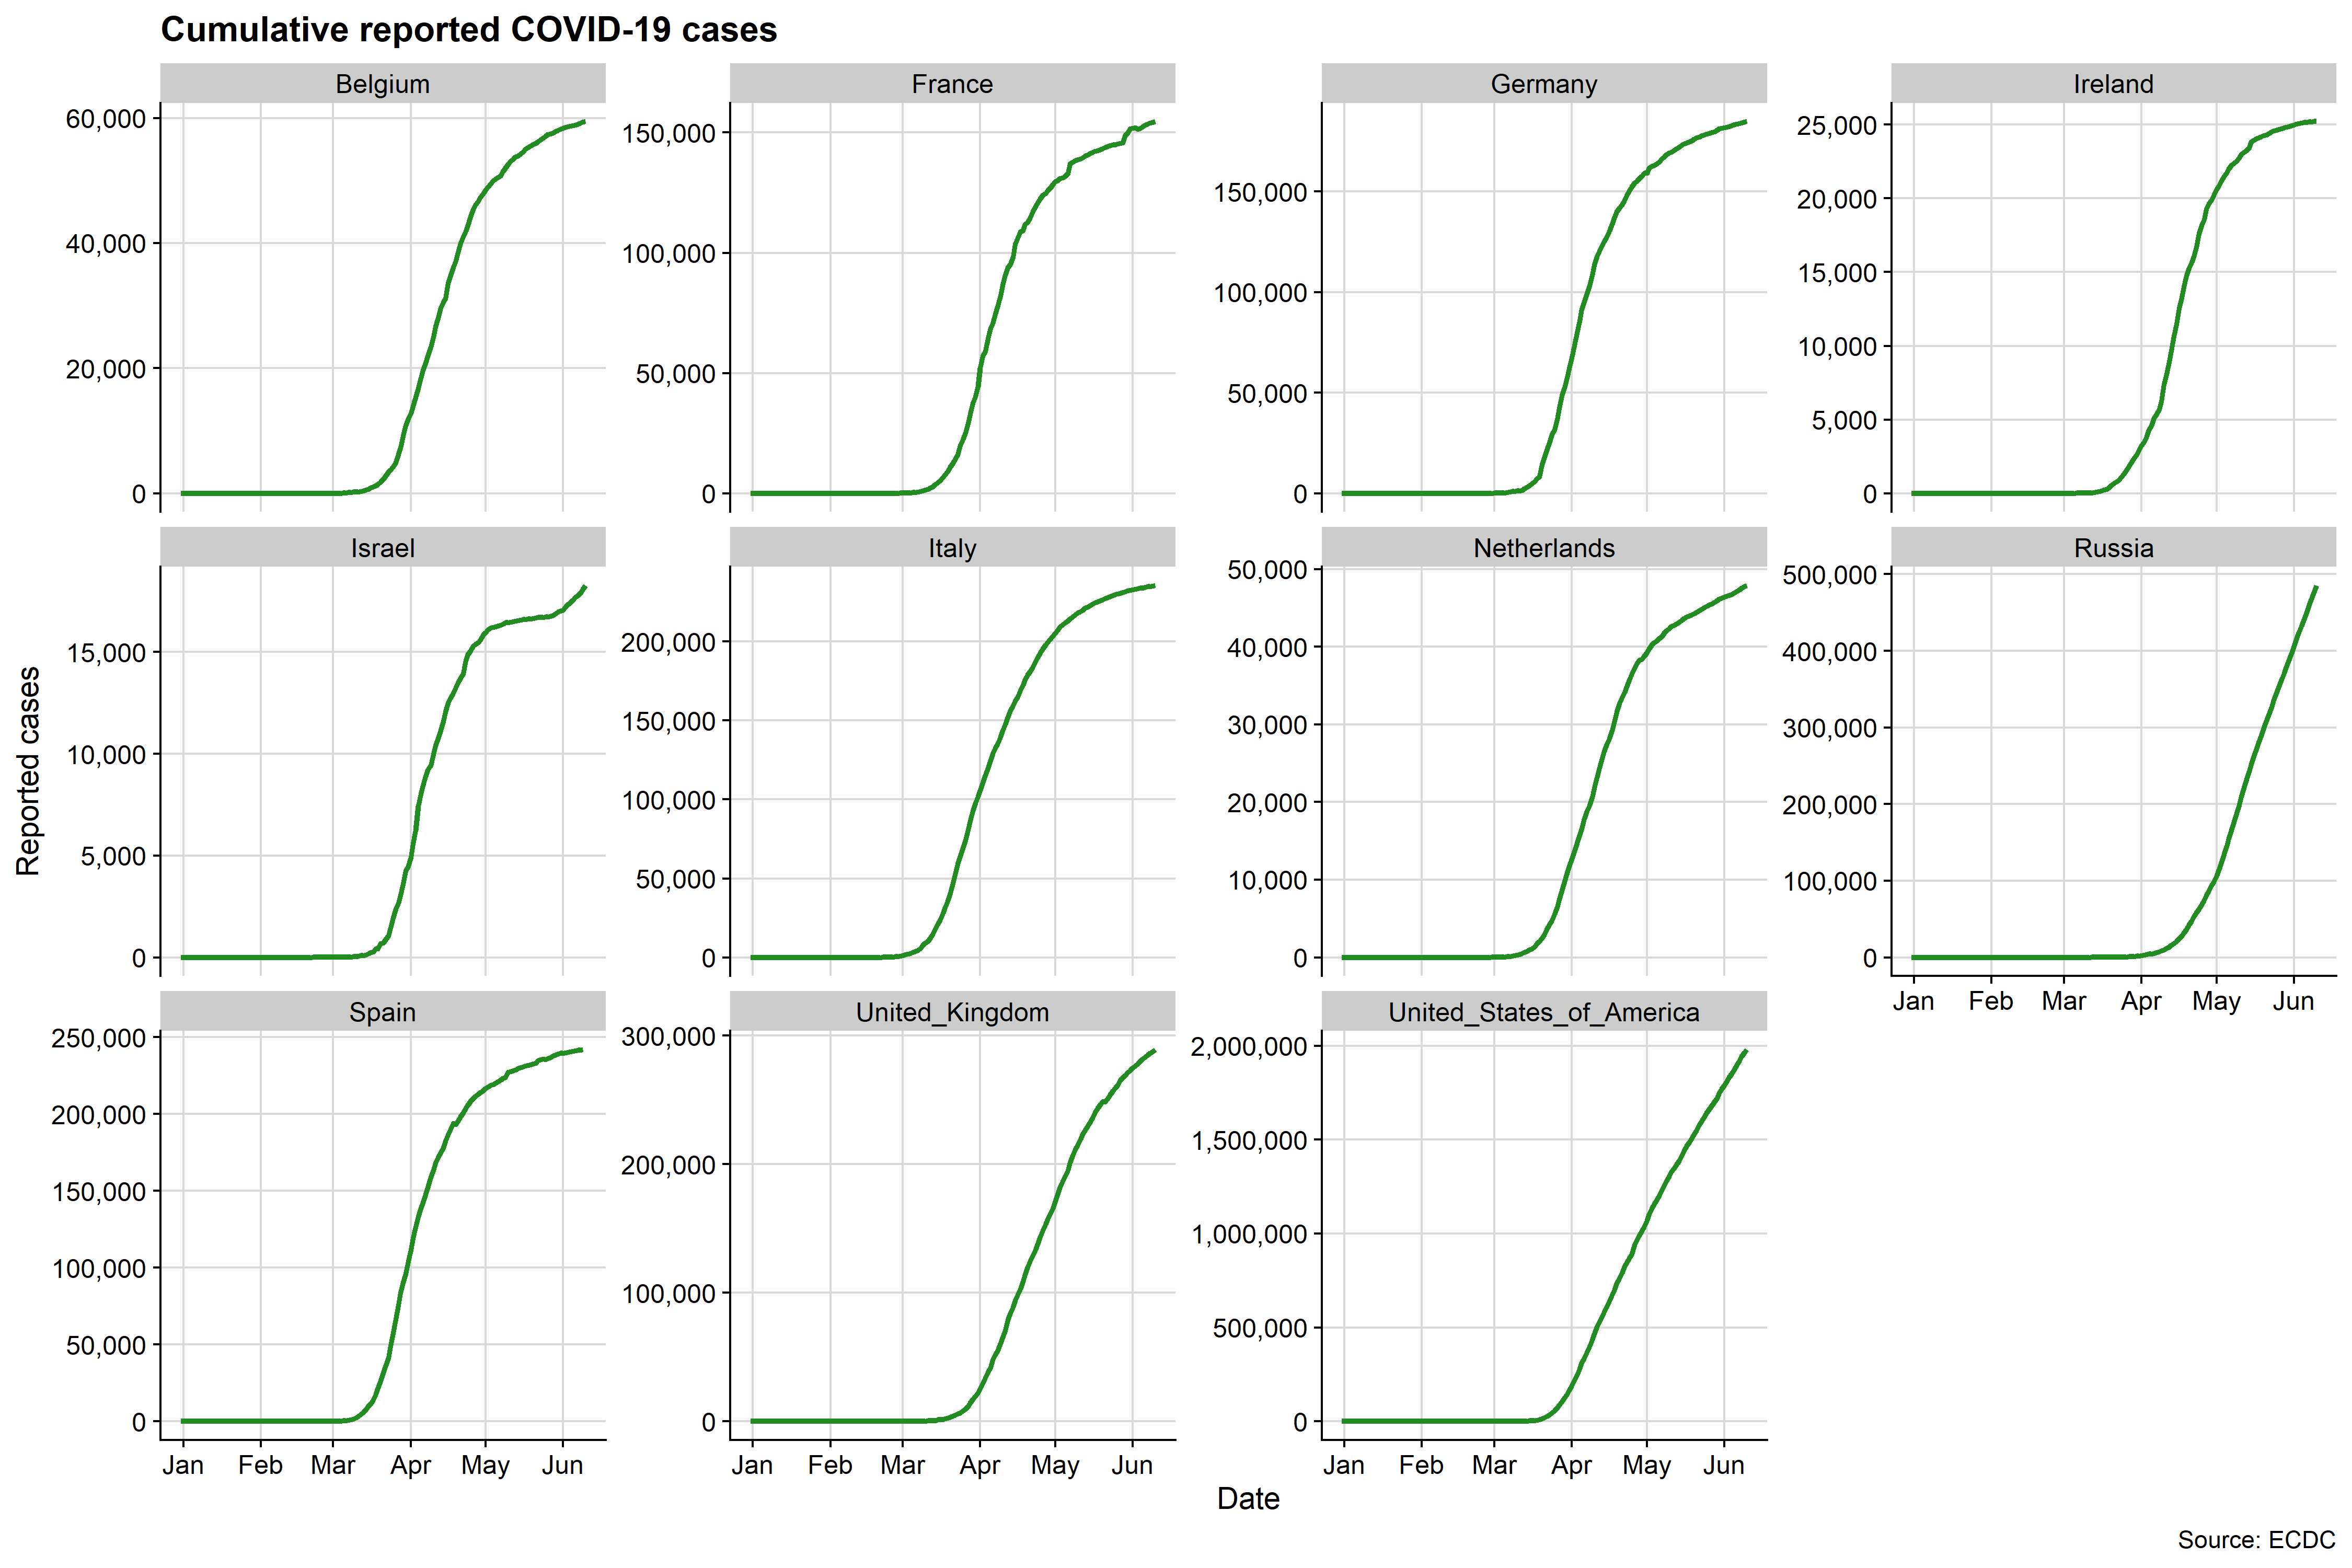 Cumulative reported COVID-19 cases
Belgium
France
Germany
Ireland
60,000
40,000
20,000
0
150,000
100,000
50,000
0
150,000
100,000
50,000
0
25,000
20,000
15,000
10,000
5,000
0
Israel
Italy
Netherlands
Russia
Reported cases
15,000
10,000
5,000
0
200,000
150,000
100,000
50,000
0
50,000
40,000
30,000
20,000
10,000
0
500,000
400,000
300,000
200,000
100,000
0
Jan Feb Mar Apr May Jun
Spain
United_Kingdom
United_States_of_America
250,000
200,000
150,000
100,000
50,000
0
300,000
200,000
100,000
0
2,000,000
1,500,000
1,000,000
500,000
0
Jan Feb Mar Apr May Jun
Jan Feb Mar Apr May Jun
Jan Feb Mar Apr May Jun
Date
Source: ECDC